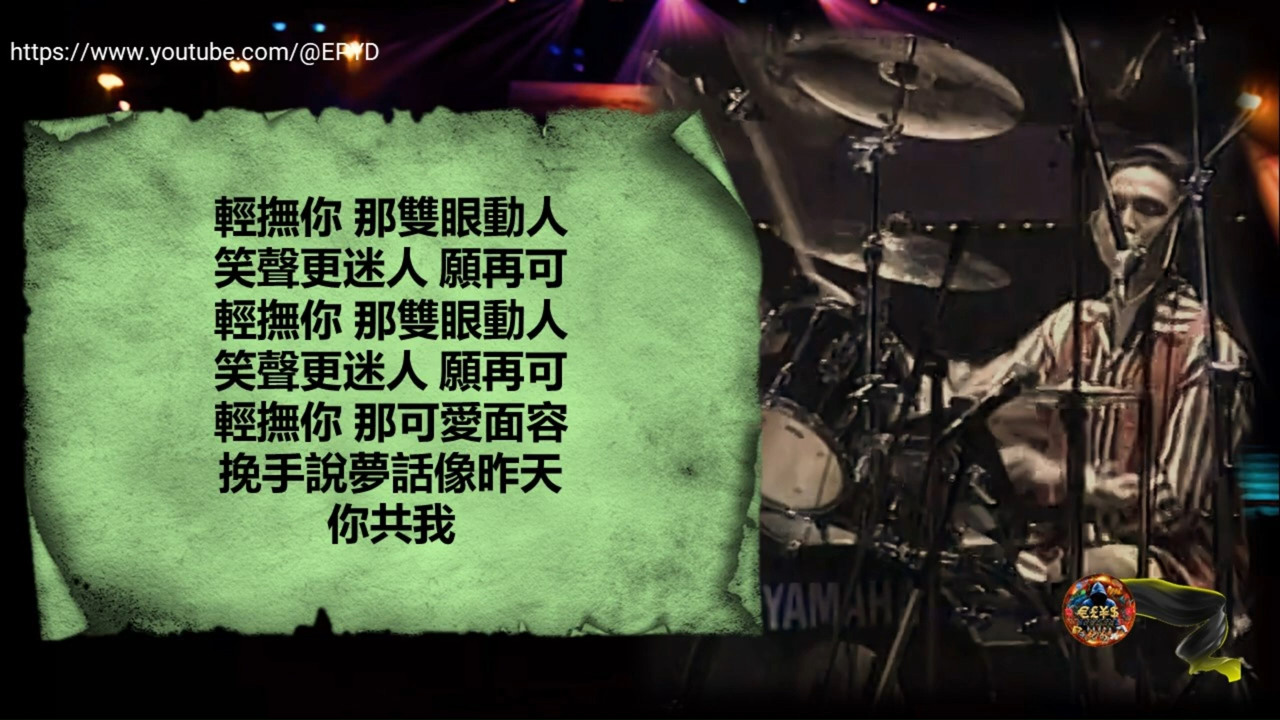 https://www.youtube.com/@EPYD
輕撫你 那雙眼動人
笑聲更迷人 願再可
輕撫你 那雙眼動人
笑聲更迷人 願再可
輕撫你 那可愛面容
挽手說夢話像昨天
你共我
YAMAHA
€£¥$